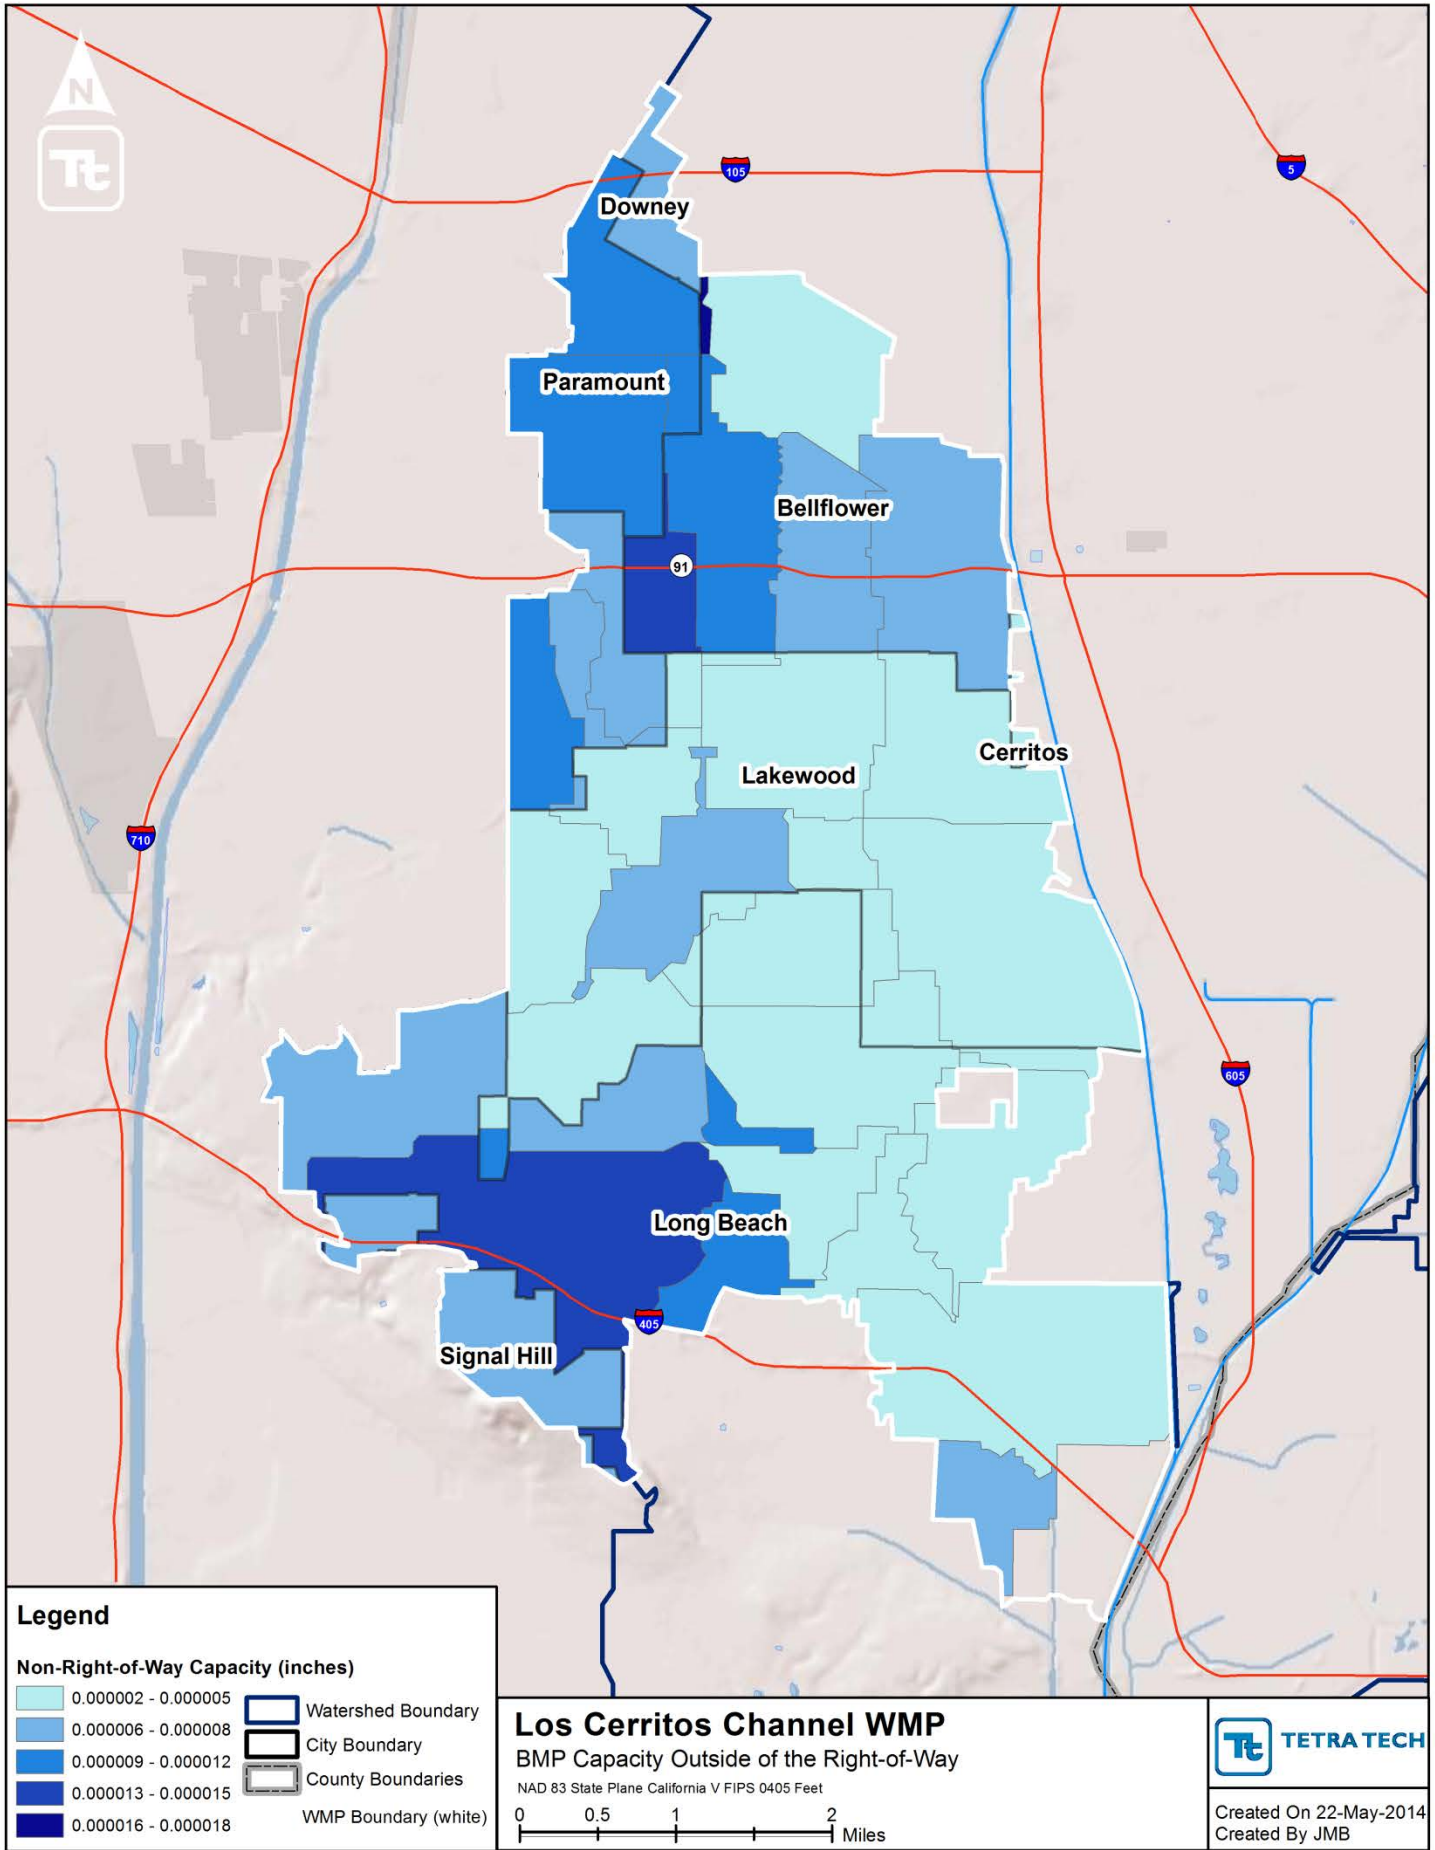 N
Tt
105
5
Downey
Paramount
Bellflower
91
Cerritos
Lakewood
710
605
Long Beach
405
Signal Hill
Legend
Non-Right-of-Way Capacity (inches)
0.000002 - 0.000005
0.000006 - 0.000008
0.000009 - 0.000012
0.000013 - 0.000015
0.000016 - 0.000018
Watershed Boundary
City Boundary
County Boundaries
WMP Boundary (white)
Los Cerritos Channel WMP
BMP Capacity Outside of the Right-of-Way
NAD 83 State Plane California V FIPS 0405 Feet
0 0.5 1 2
Miles
Tt TETRA TECH
Created On 22-May-2014
Created By JMB